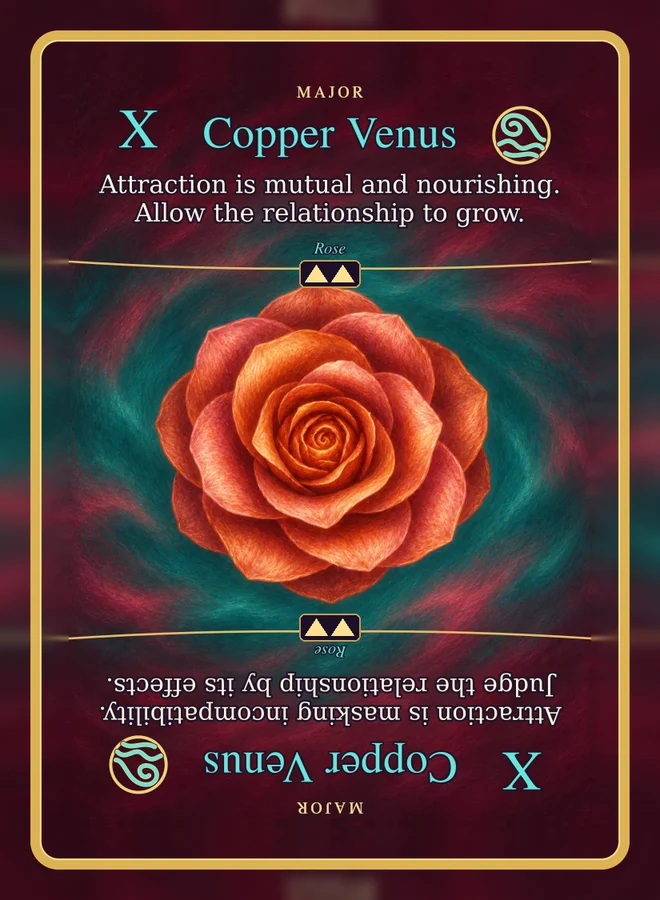 MAJOR
X Copper Venus
Attraction is mutual and nourishing.
Allow the relationship to grow.
Rose
Rose
Judge the relationship by its effects.
Attraction is masking incompatibility.
X Copper Venus
MAJOR